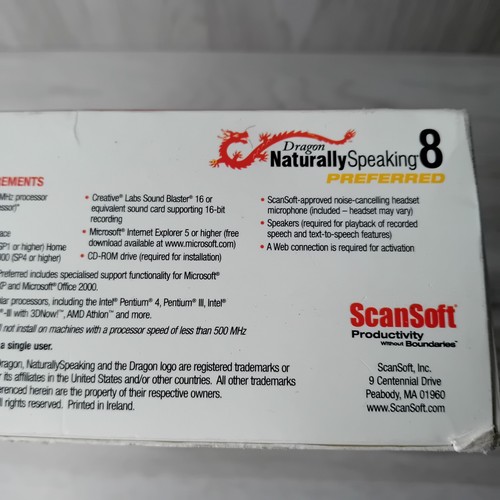 Dragon
NaturallySpeaking 8
PREFERRED
REMENTS
MHz processor
essor)*
ace
SP1 or higher) Home
000 (SP4 or higher)
• Creative® Labs Sound Blaster® 16 or
equivalent sound card supporting 16-bit
recording
• Microsoft® Internet Explorer 5 or higher (free
download available at www.microsoft.com)
• CD-ROM drive (required for installation)
• ScanSoft-approved noise-cancelling headset
microphone (included – headset may vary)
• Speakers (required for playback of recorded
speech and text-to-speech features)
• A Web connection is required for activation
Preferred includes specialised support functionality for Microsoft®
XP and Microsoft® Office 2000.
ilar processors, including the Intel® Pentium® 4, Pentium® III, Intel®
®-III with 3DNow!™, AMD Athlon™ and more.
ll not install on machines with a processor speed of less than 500 MHz
a single user.
Dragon, NaturallySpeaking and the Dragon logo are registered trademarks or
r its affiliates in the United States and/or other countries. All other trademarks
erenced herein are the property of their respective owners.
ll rights reserved. Printed in Ireland.
ScanSoft®
Productivity
Without Boundaries™
ScanSoft, Inc.
9 Centennial Drive
Peabody, MA 01960
www.ScanSoft.com